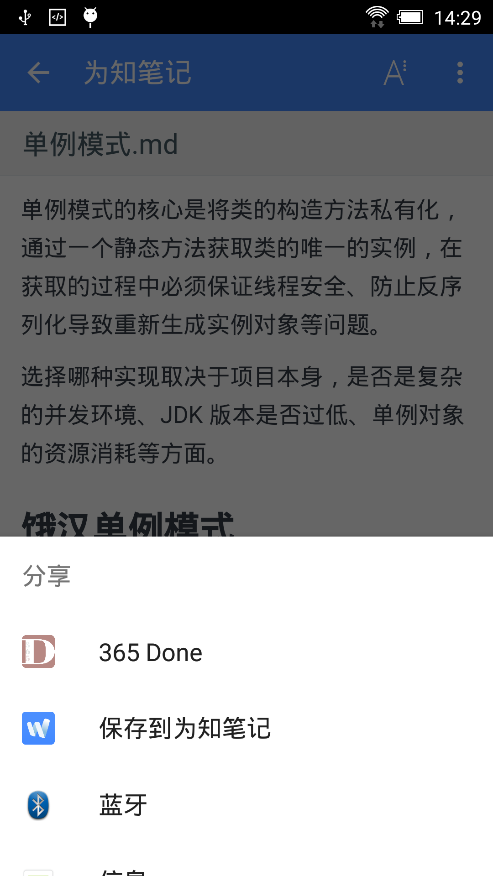 14:29
为知笔记
单例模式.md
单例模式的核心是将类的构造方法私有化，
通过一个静态方法获取类的唯一的实例，在
获取的过程中必须保证线程安全、防止反序
列化导致重新生成实例对象等问题。
选择哪种实现取决于项目本身，是否是复杂
的并发环境、JDK 版本是否过低、单例对象
的资源消耗等方面。
饿汉单例模式
分享
365 Done
保存到为知笔记
蓝牙
信息